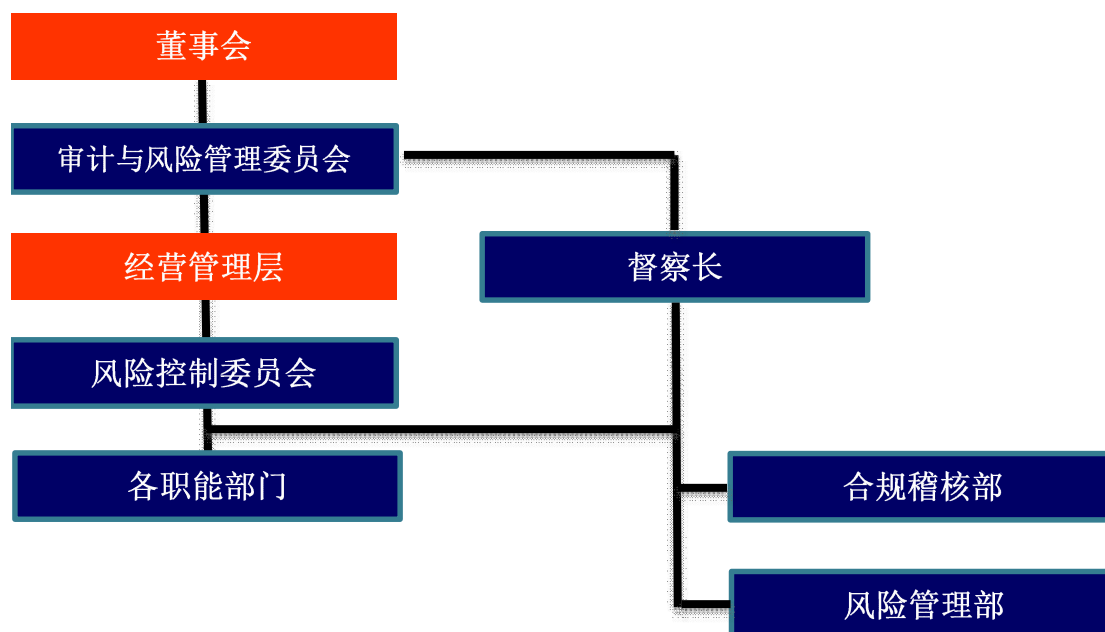 董事会
审计与风险管理委员会
经营管理层
督察长
风险控制委员会
各职能部门
合规稽核部
风险管理部